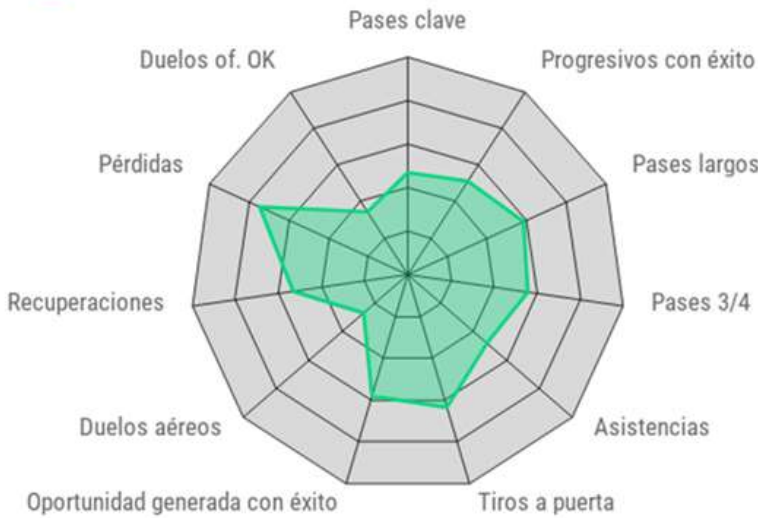 Pases clave
Duelos of. OK
Progresivos con éxito
Pérdidas
Pases largos
Recuperaciones
Pases 3/4
Duelos aéreos
Asistencias
Oportunidad generada con éxito
Tiros a puerta